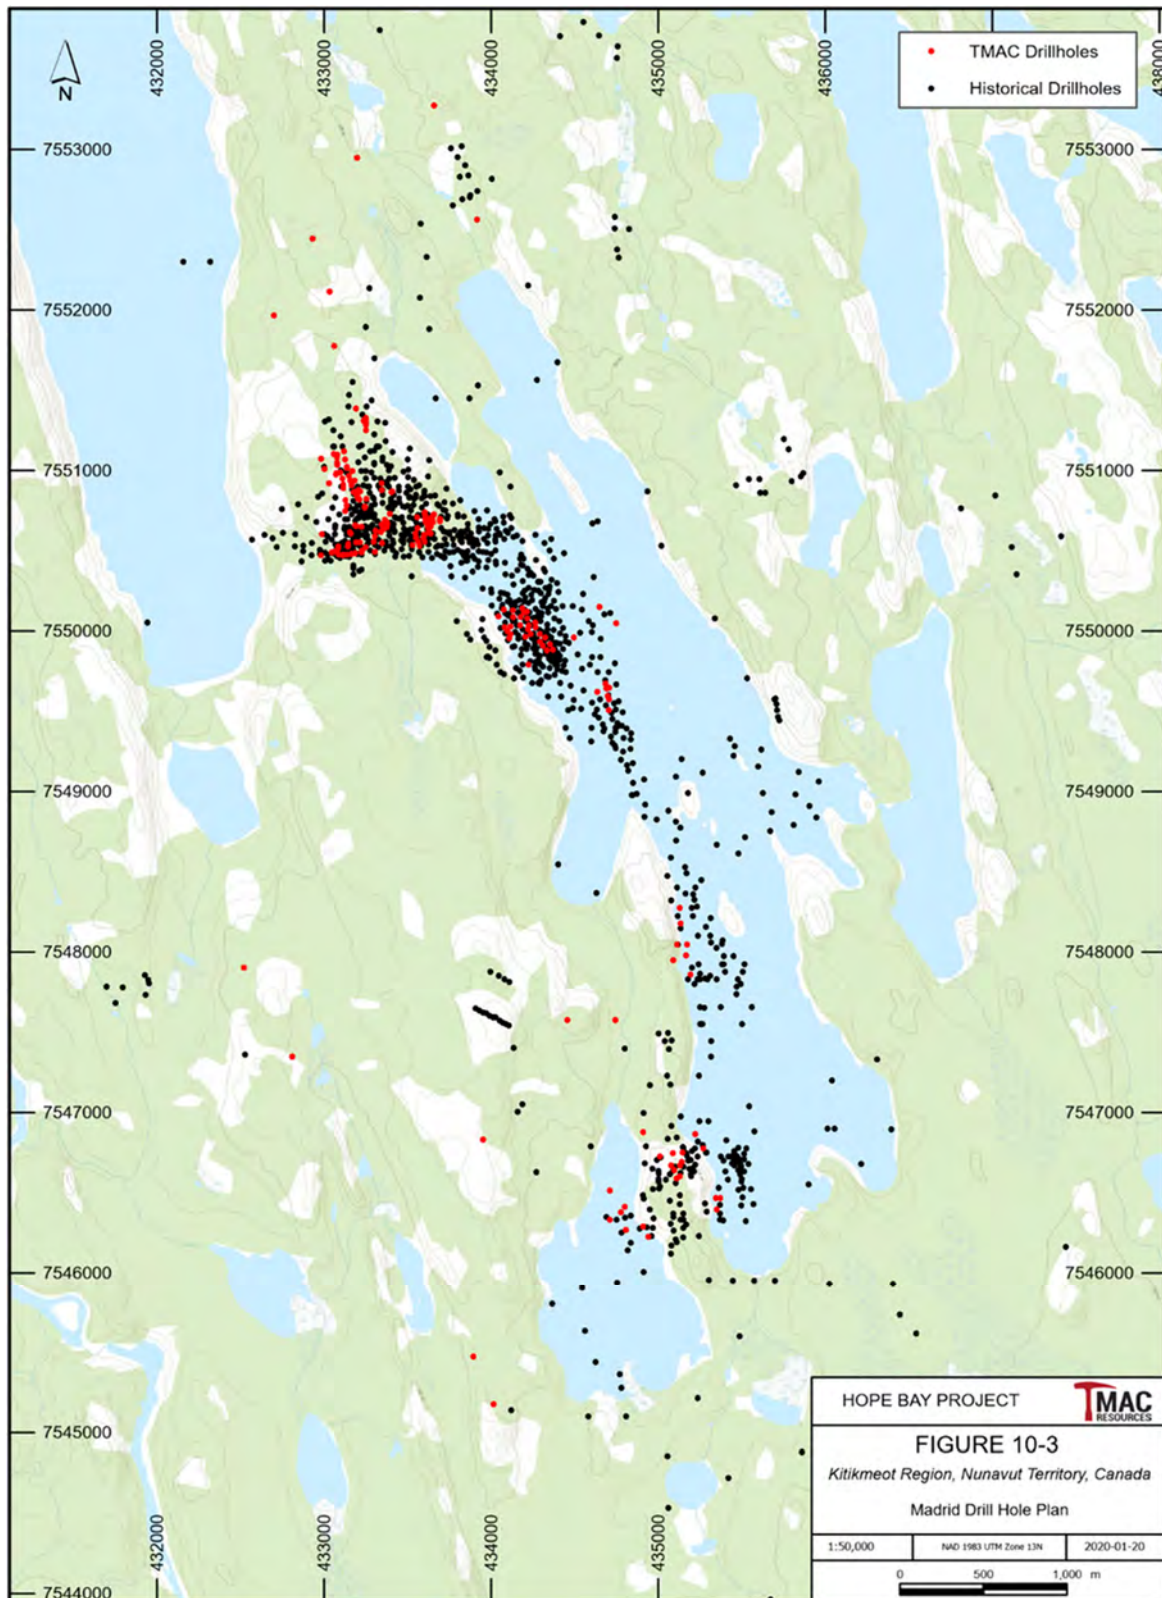 432000
433000
434000
435000
436000
438000
N
TMAC Drillholes
Historical Drillholes
7553000
7553000
7552000
7552000
7551000
7551000
7550000
7550000
7549000
7549000
7548000
7548000
7547000
7547000
7546000
7546000
7545000
7544000
432000
433000
434000
435000
HOPE BAY PROJECT
TMAC
RESOURCES
FIGURE 10-3
Kitikmeot Region, Nunavut Territory, Canada
Madrid Drill Hole Plan
1:50,000
NAD 1983 UTM Zone 13N
2020-01-20
0 500 1,000 m